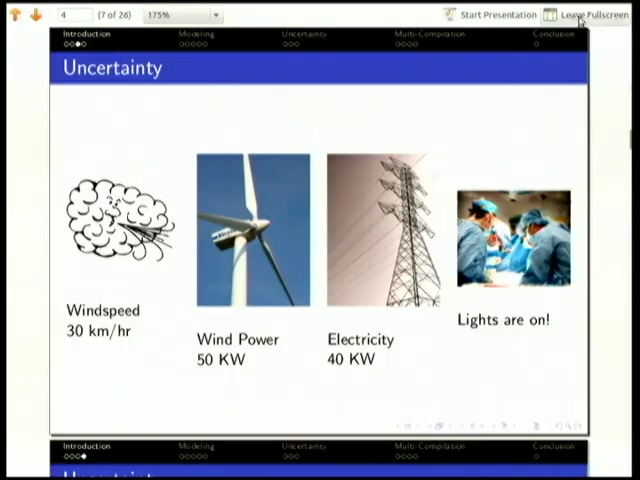 4 (7 of 26) 175% Start Presentation Leave Fullscreen
Introduction Modeling Uncertainty Multi-Compilation Conclusion
Uncertainty
Windspeed
30 km/hr
Wind Power
50 KW
Electricity
40 KW
Lights are on!
Introduction Modeling Uncertainty Multi-Compilation Conclusion
Uncertainty